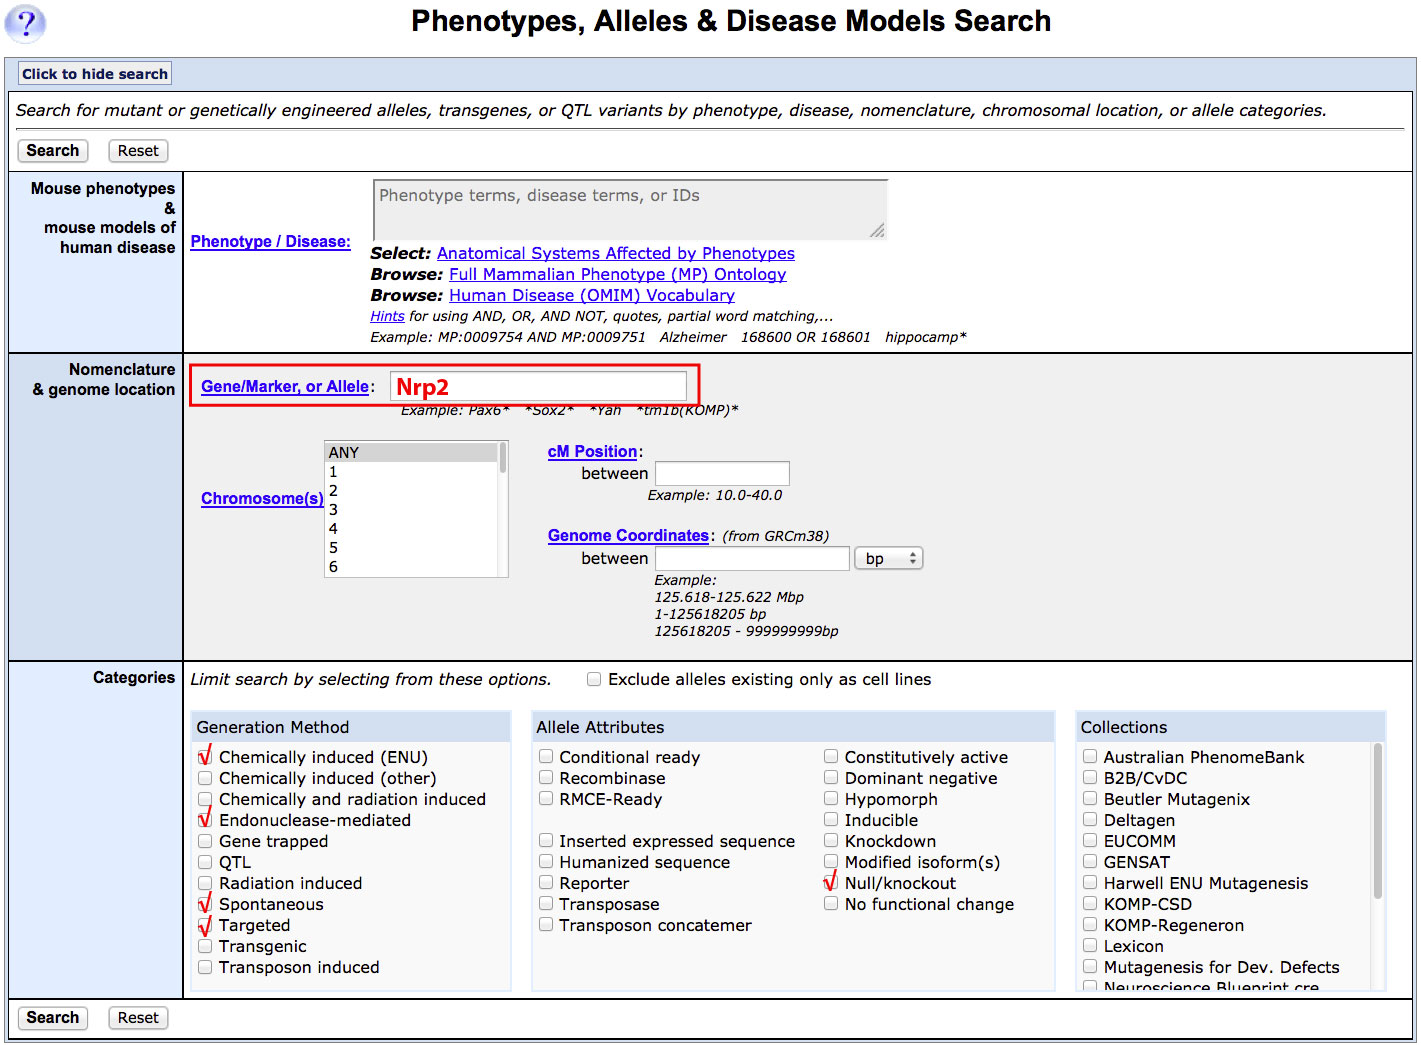 ?
Phenotypes, Alleles & Disease Models Search
Click to hide search
Search for mutant or genetically engineered alleles, transgenes, or QTL variants by phenotype, disease, nomenclature, chromosomal location, or allele categories.
Search Reset
Mouse phenotypes
&
mouse models of
human disease
Phenotype / Disease:
Phenotype terms, disease terms, or IDs
Select: Anatomical Systems Affected by Phenotypes
Browse: Full Mammalian Phenotype (MP) Ontology
Browse: Human Disease (OMIM) Vocabulary
Hints for using AND, OR, AND NOT, quotes, partial word matching,...
Example: MP:0009754 AND MP:0009751 Alzheimer 168600 OR 168601 hippocamp*
Nomenclature
& genome location
Gene/Marker, or Allele: Nrp2
Example: Pax6* *Sox2* *Yah *tm1b(KOMP)*
Chromosome(s)
ANY
1
2
3
4
5
6
cM Position:
between
Example: 10.0-40.0
Genome Coordinates: (from GRCm38)
between bp
Example:
125.618-125.622 Mbp
1-125618205 bp
125618205 - 999999999bp
Categories
Limit search by selecting from these options. Exclude alleles existing only as cell lines
Generation Method
√ Chemically induced (ENU)
Chemically induced (other)
Chemically and radiation induced
√ Endonuclease-mediated
Gene trapped
QTL
Radiation induced
√ Spontaneous
√ Targeted
Transgenic
Transposon induced
Allele Attributes
Conditional ready
Recombinase
RMCE-Ready
Inserted expressed sequence
Humanized sequence
Reporter
Transposase
Transposon concatemer
Constitutively active
Dominant negative
Hypomorph
Inducible
Knockdown
Modified isoform(s)
√ Null/knockout
No functional change
Collections
Australian PhenomeBank
B2B/CvDC
Beutler Mutagenix
Deltagen
EUCOMM
GENSAT
Harwell ENU Mutagenesis
KOMP-CSD
KOMP-Regeneron
Lexicon
Mutagenesis for Dev. Defects
Neuroscience Blueprint cre
Search Reset